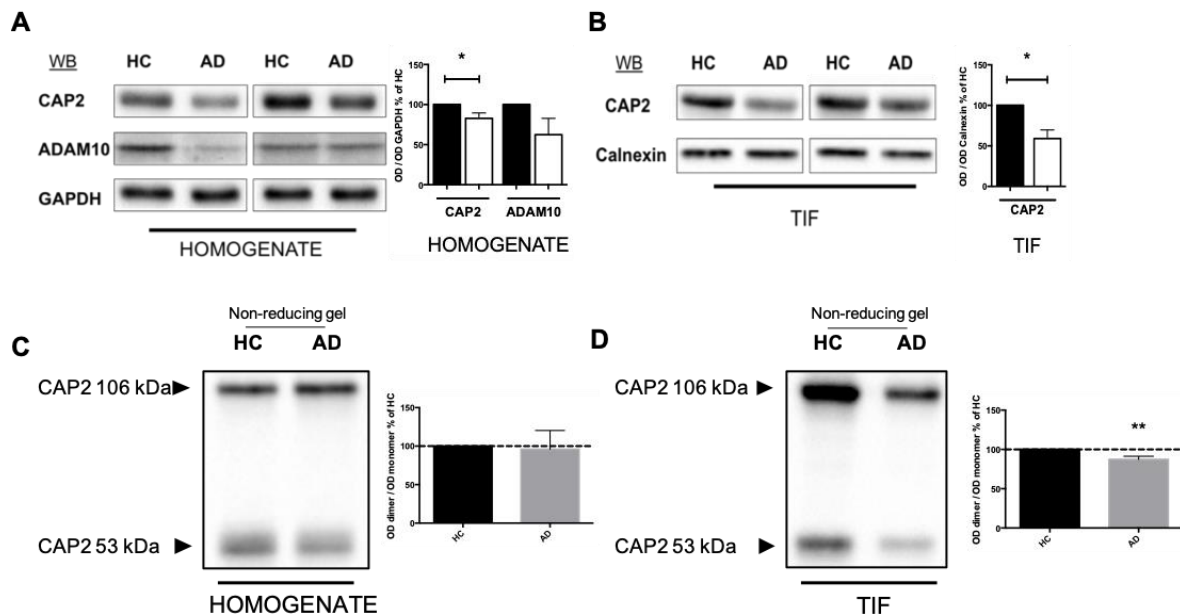 A
WB HC AD HC AD
CAP2
ADAM10
GAPDH
HOMOGENATE
OD / OD GAPDH % of HC
150
100
50
0
*
CAP2 ADAM10
HOMOGENATE
B
WB HC AD HC AD
CAP2
Calnexin
TIF
OD / OD Calnexin % of HC
150
100
50
0
*
CAP2
TIF
C
Non-reducing gel
HC AD
CAP2 106 kDa
CAP2 53 kDa
HOMOGENATE
OD dimer / OD monomer % of HC
150
100
50
0
HC AD
D
Non-reducing gel
HC AD
CAP2 106 kDa
CAP2 53 kDa
TIF
OD dimer / OD monomer % of HC
150
100
50
0
**
HC AD